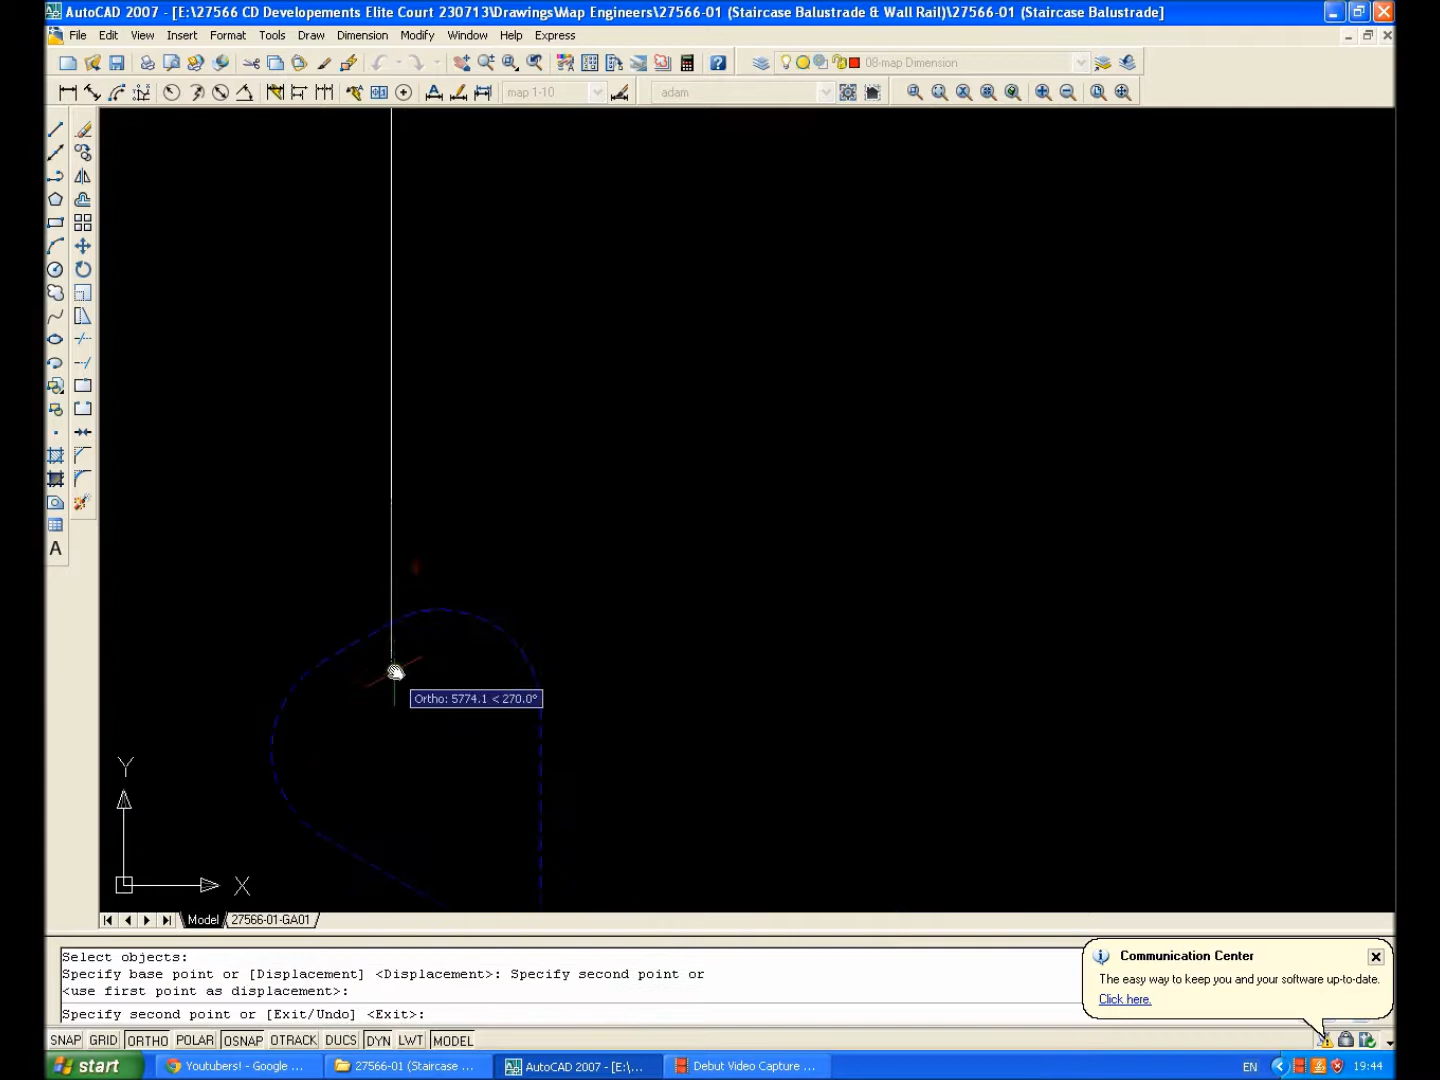 AutoCAD 2007 - [E:\27566 CD Developements Elite Court 230713\Drawings\Map Engineers\27566-01 (Staircase Balustrade & Wall Rail)\27566-01 (Staircase Balustrade]
File Edit View Insert Format Tools Draw Dimension Modify Window Help Express
08-map Dimension
map 1-10
adam
A
Ortho: 5774.1 < 270.0°
Y
X
Model 27566-01-GA01
Select objects:
Specify base point or [Displacement] <Displacement>: Specify second point or
<use first point as displacement>:
Specify second point or [Exit/Undo] <Exit>:
Communication Center
The easy way to keep you and your software up-to-date.
Click here.
SNAP GRID ORTHO POLAR OSNAP OTRACK DUCS DYN LWT MODEL
start Youtubers! - Google ... 27566-01 (Staircase ... AutoCAD 2007 - [E:\... Debut Video Capture ... EN 19:44